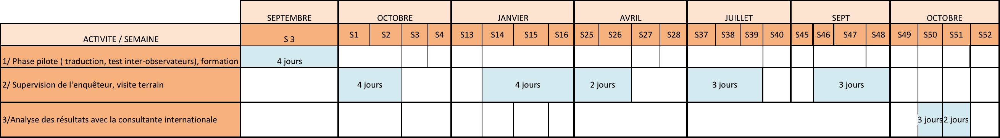 SEPTEMBRE OCTOBRE JANVIER AVRIL JUILLET SEPT OCTOBRE
ACTIVITE / SEMAINE S 3 S1 S2 S3 S4 S13 S14 S15 S16 S25 S26 S27 S28 S37 S38 S39 S40 S45 S46 S47 S48 S49 S50 S51 S52
1/ Phase pilote ( traduction, test inter-observateurs), formation 4 jours
2/ Supervision de l'enquêteur, visite terrain 4 jours 4 jours 2 jours 3 jours 3 jours
3/Analyse des résultats avec la consultante internationale 3 jours 2 jours